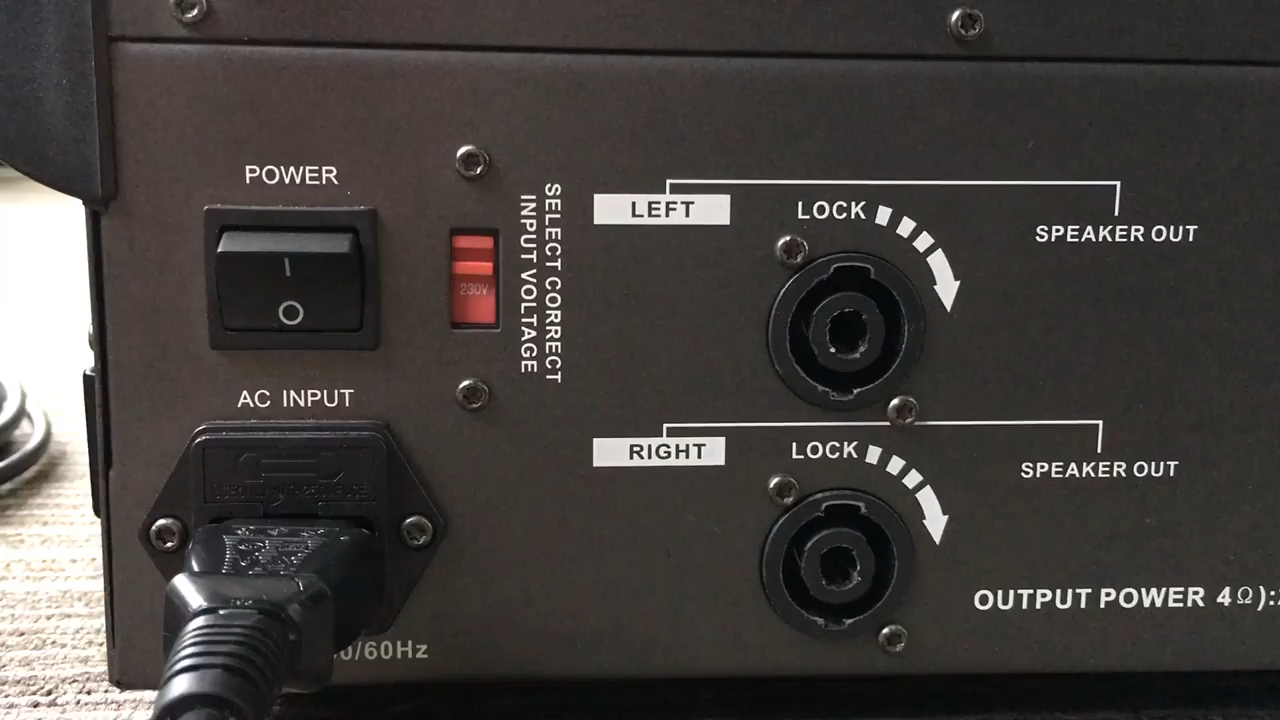 POWER
I
O
AC INPUT
230V
SELECT CORRECT
INPUT VOLTAGE
LEFT
LOCK
SPEAKER OUT
RIGHT
LOCK
SPEAKER OUT
OUTPUT POWER 4Ω):
0/60Hz